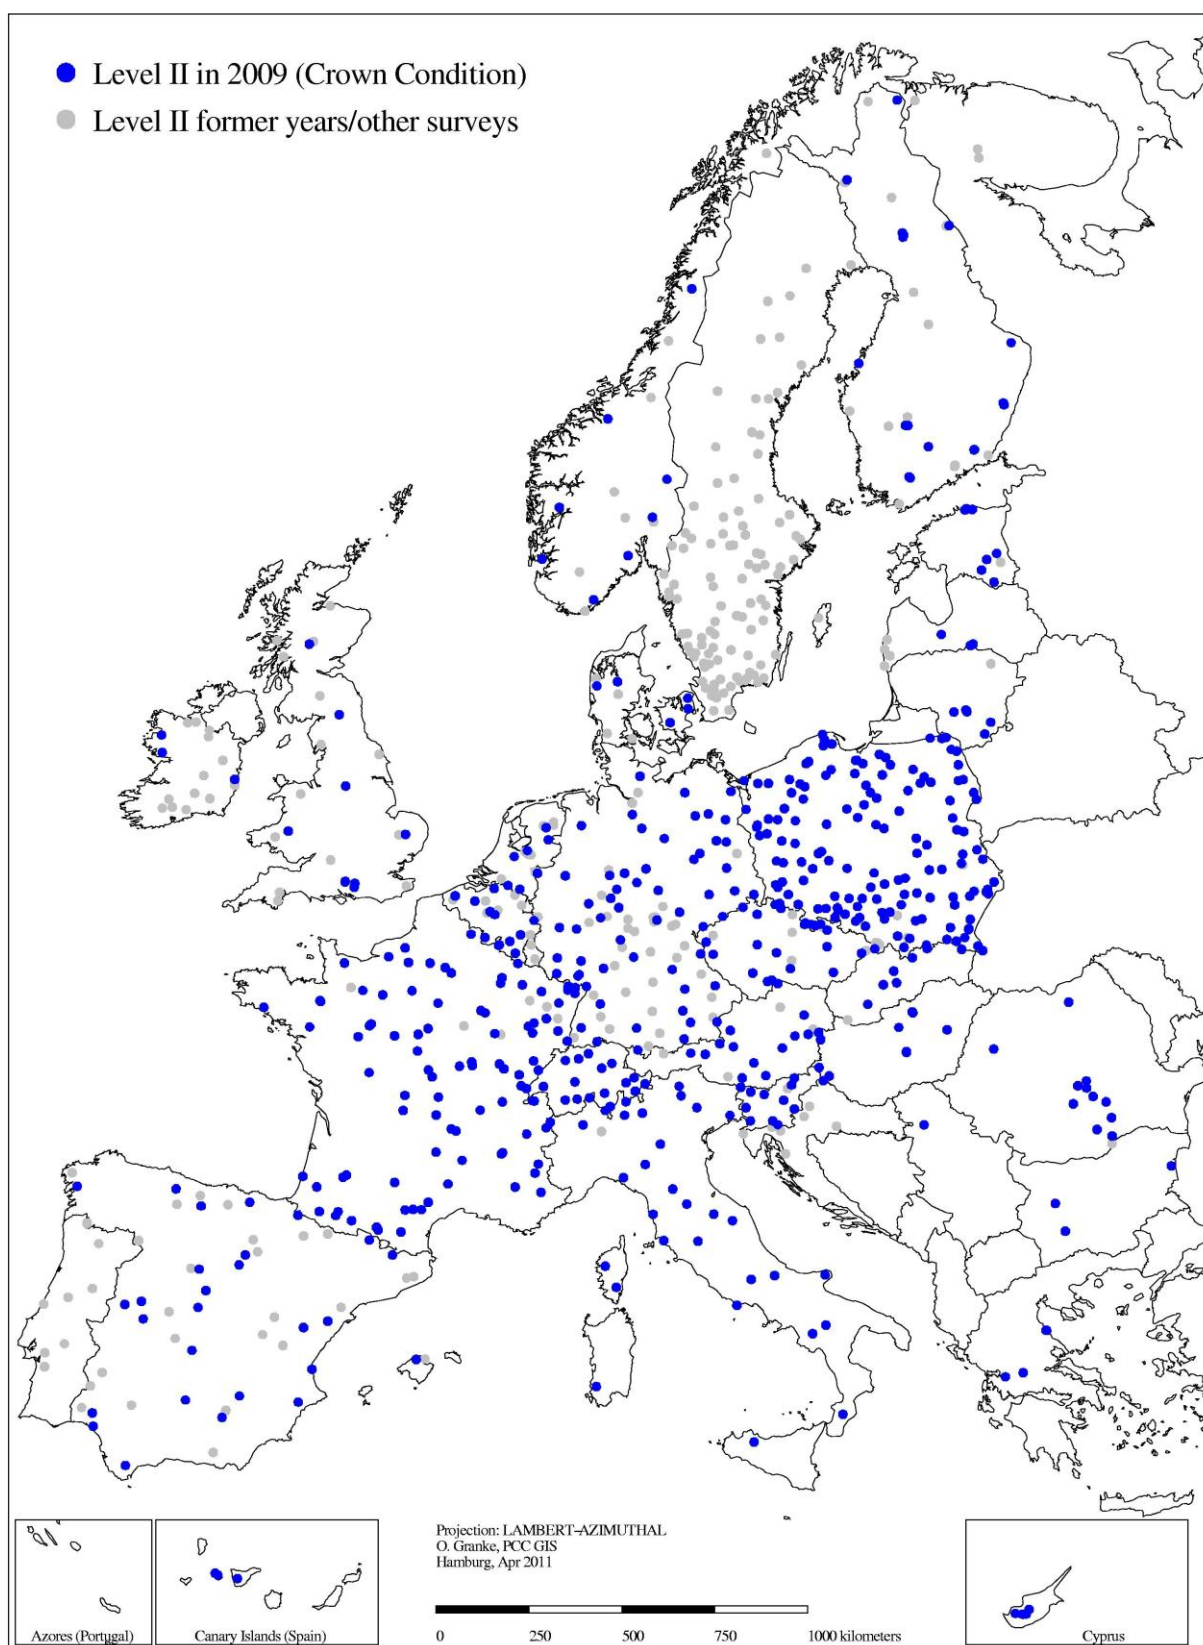 Level II in 2009 (Crown Condition)
Level II former years/other surveys
Projection: LAMBERT-AZIMUTHAL
O. Granke, PCC GIS
Hamburg, Apr 2011
0 250 500 750 1000 kilometers
Azores (Portugal)
Canary Islands (Spain)
Cyprus